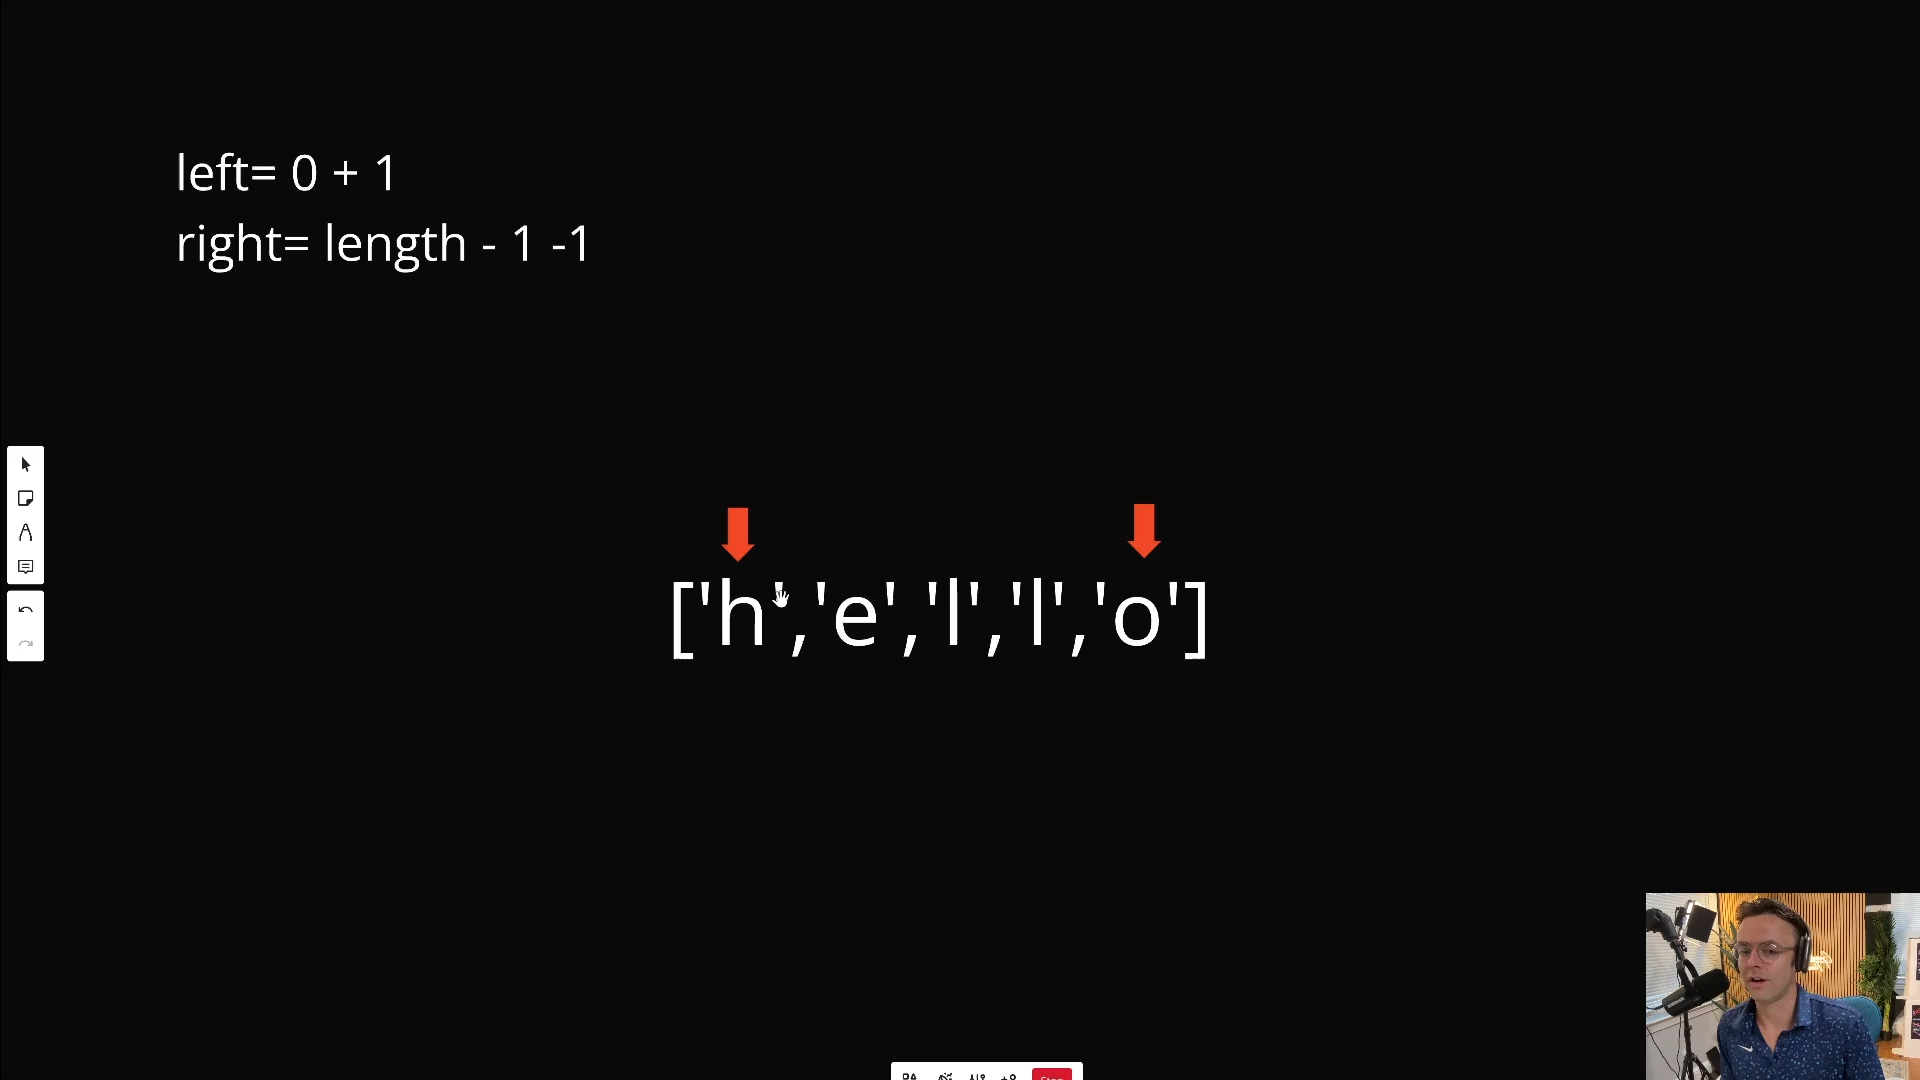 left= 0 + 1
right= length - 1 -1
['h','e','l','l','o']